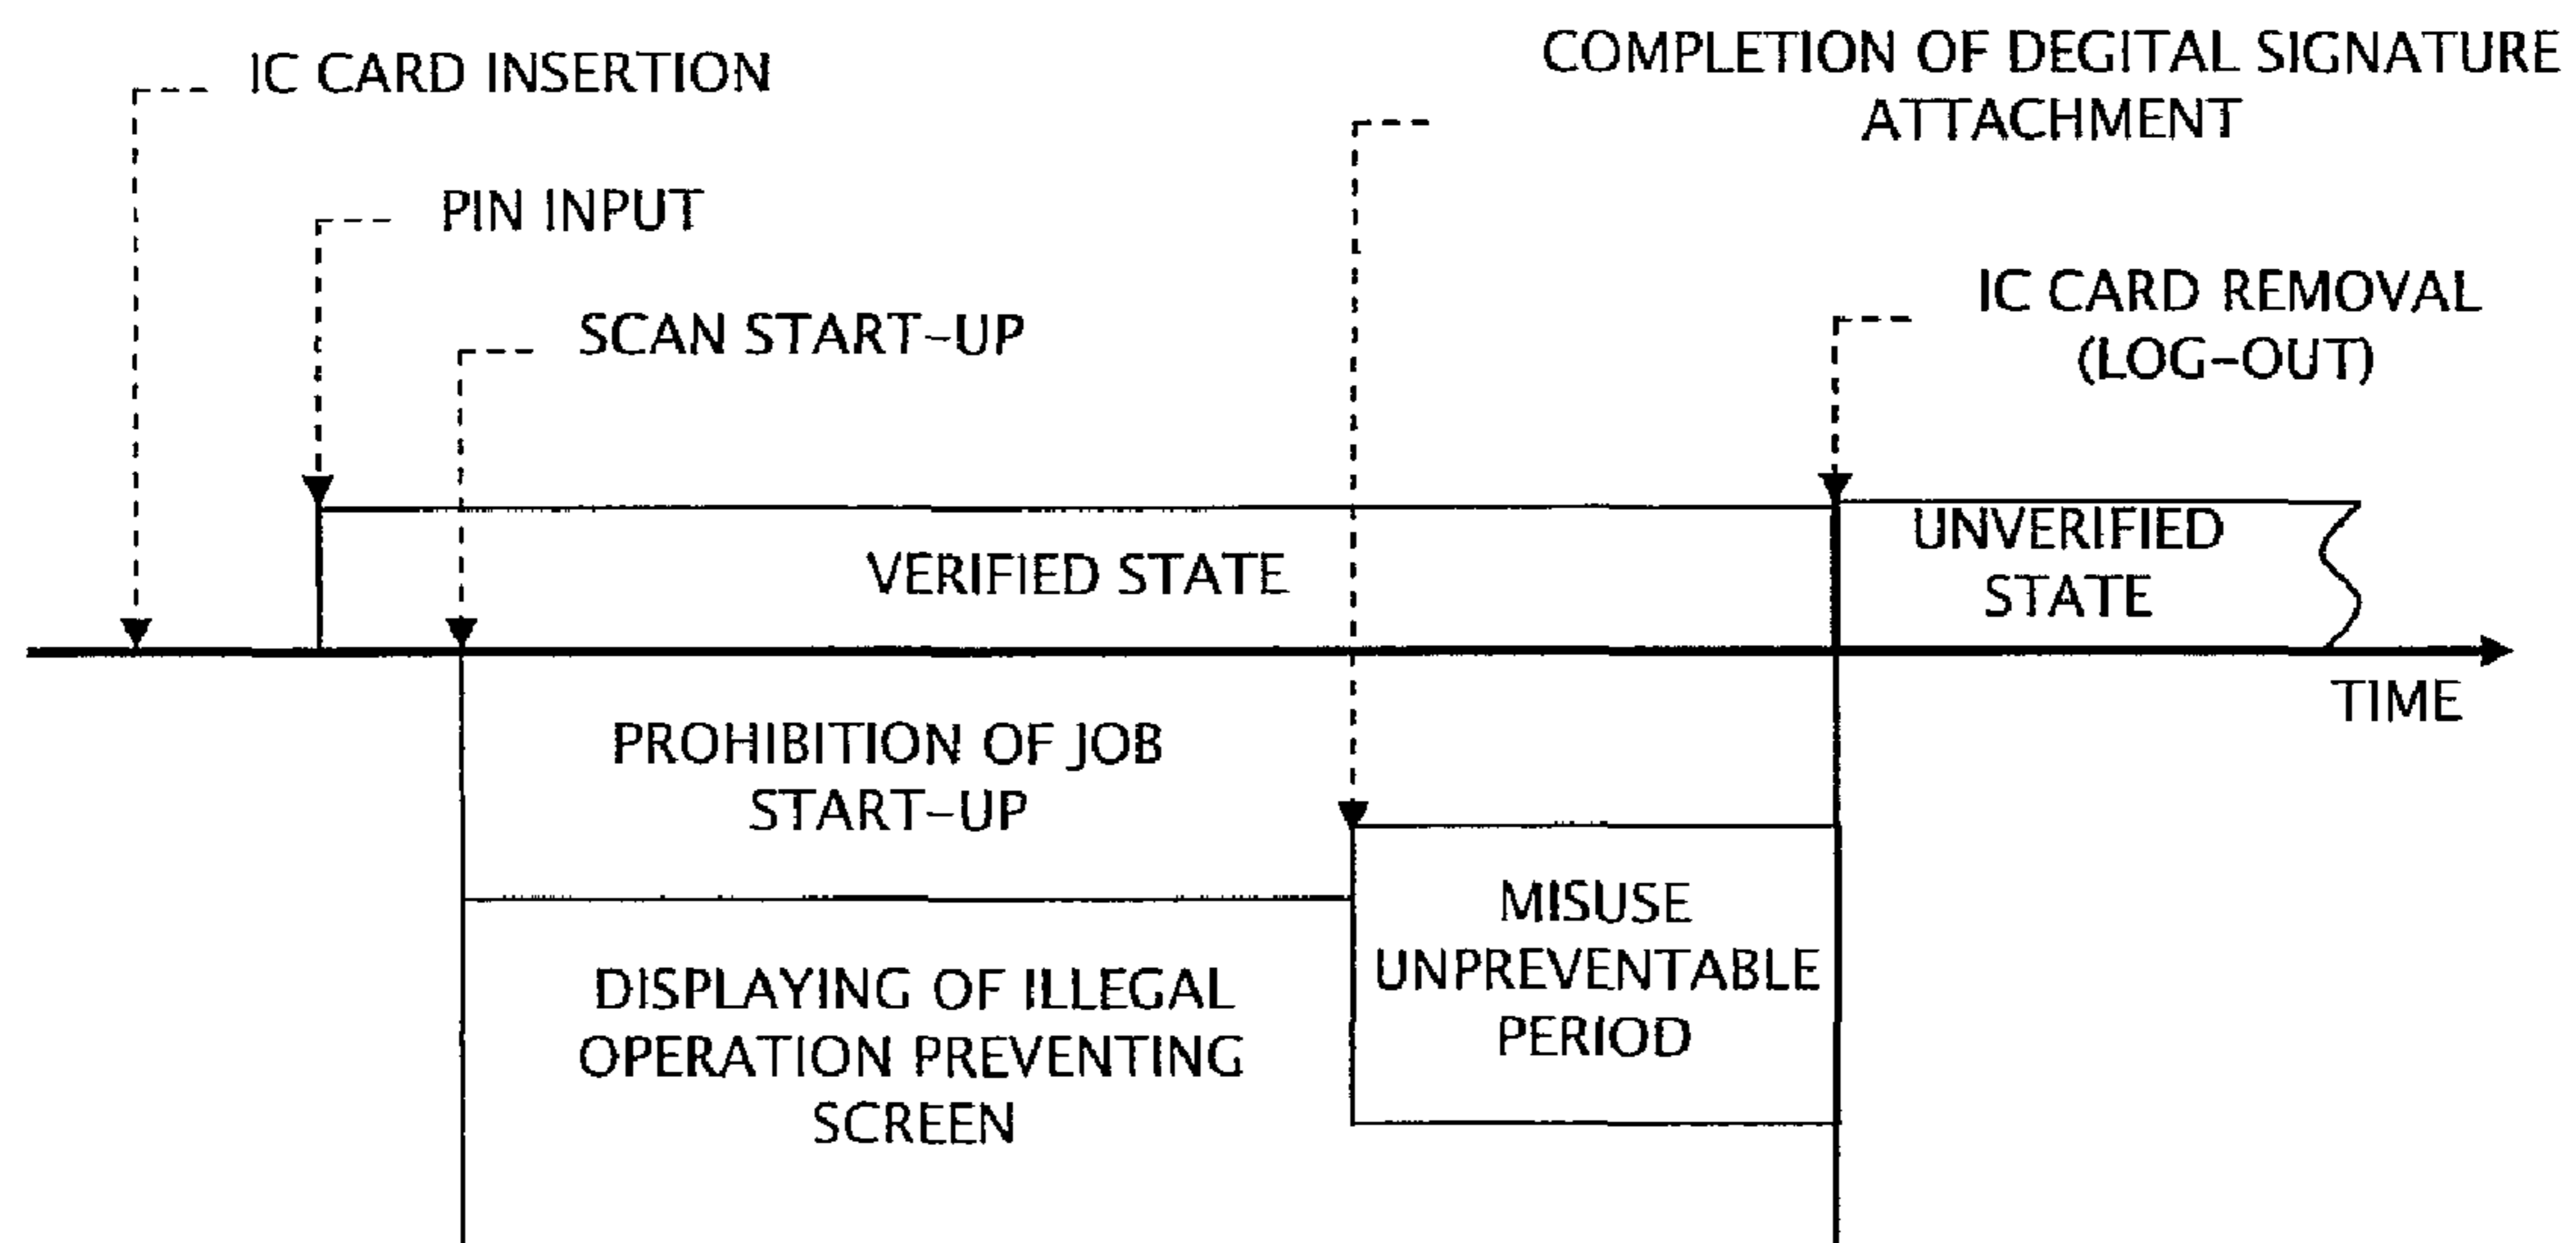 IC CARD INSERTION
COMPLETION OF DEGITAL SIGNATURE
ATTACHMENT
PIN INPUT
SCAN START-UP
IC CARD REMOVAL
(LOG-OUT)
VERIFIED STATE
UNVERIFIED
STATE
TIME
PROHIBITION OF JOB
START-UP
DISPLAYING OF ILLEGAL
OPERATION PREVENTING
SCREEN
MISUSE
UNPREVENTABLE
PERIOD